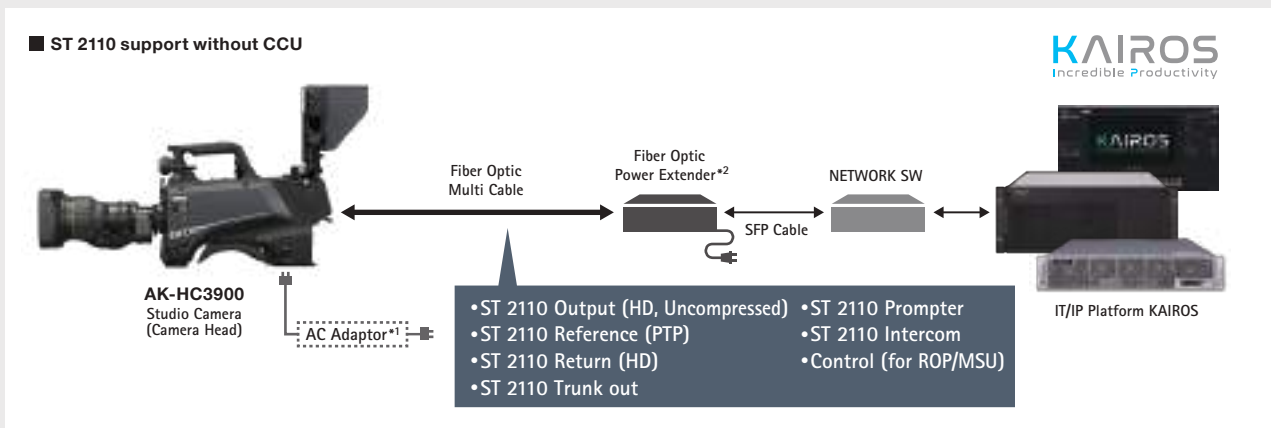 ■ ST 2110 support without CCU
KAIROS
Incredible Productivity
KAIROS
Fiber Optic
Multi Cable
Fiber Optic
Power Extender*2
NETWORK SW
SFP Cable
AK-HC3900
Studio Camera
(Camera Head)
AC Adaptor*1
•ST 2110 Output (HD, Uncompressed)
•ST 2110 Reference (PTP)
•ST 2110 Return (HD)
•ST 2110 Trunk out
•ST 2110 Prompter
•ST 2110 Intercom
•Control (for ROP/MSU)
IT/IP Platform KAIROS